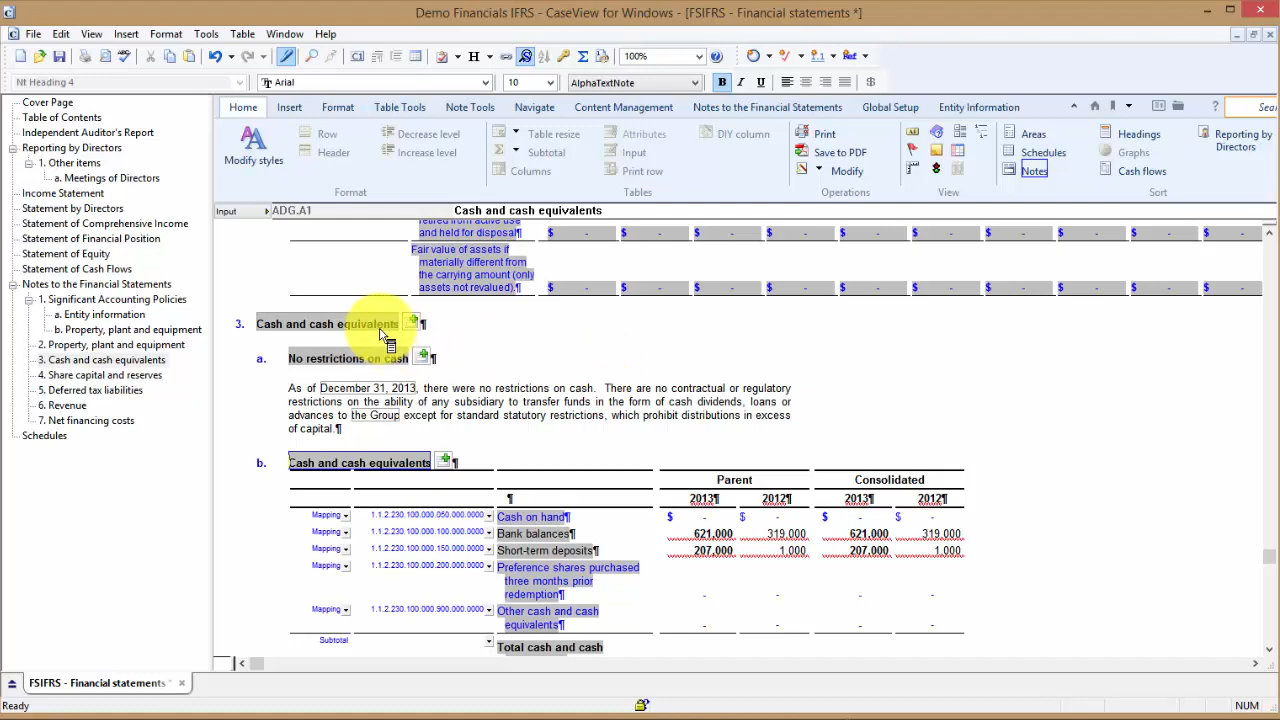 Demo Financials IFRS - CaseView for Windows - [FSIFRS - Financial statements *]
File Edit View Insert Format Tools Table Window Help
100%
Nt Heading 4 Arial 10 AlphaTextNote B I U
Home Insert Format Table Tools Note Tools Navigate Content Management Notes to the Financial Statements Global Setup Entity Information
Modify styles
Row
Header
Decrease level
Increase level
Format
Table resize
Subtotal
Columns
Attributes
Input
Print row
DIY column
Tables
Print
Save to PDF
Modify
Operations
View
Areas
Schedules
Notes
Headings
Graphs
Cash flows
Reporting by
Directors
Sort
Input ADG.A1 Cash and cash equivalents
Cover Page
Table of Contents
Independent Auditor's Report
Reporting by Directors
1. Other items
a. Meetings of Directors
Income Statement
Statement by Directors
Statement of Comprehensive Income
Statement of Financial Position
Statement of Equity
Statement of Cash Flows
Notes to the Financial Statements
1. Significant Accounting Policies
a. Entity information
b. Property, plant and equipment
2. Property, plant and equipment
3. Cash and cash equivalents
4. Share capital and reserves
5. Deferred tax liabilities
6. Revenue
7. Net financing costs
Schedules
retired from active use
and held for disposal¶ $ - $ - $ - $ - $ - $ - $ - $ - $ - $ -
Fair value of assets if
materially different from
the carrying amount (only
assets not revalued).¶ $ - $ - $ - $ - $ - $ - $ - $ - $ - $ -
3. Cash and cash equivalents ¶
a. No restrictions on cash ¶
As of December 31, 2013, there were no restrictions on cash. There are no contractual or regulatory
restrictions on the ability of any subsidiary to transfer funds in the form of cash dividends, loans or
advances to the Group except for standard statutory restrictions, which prohibit distributions in excess
of capital.¶
b. Cash and cash equivalents ¶
Parent Consolidated
¶ 2013¶ 2012¶ 2013¶ 2012¶
Mapping 1.1.2.230.100.000.050.000.0000 Cash on hand¶ $ - $ - $ - $ -
Mapping 1.1.2.230.100.000.100.000.0000 Bank balances¶ 621,000 319,000 621,000 319,000
Mapping 1.1.2.230.100.000.150.000.0000 Short-term deposits¶ 207,000 1,000 207,000 1,000
Mapping 1.1.2.230.100.000.200.000.0000 Preference shares purchased
three months prior
redemption¶ - - - -
Mapping 1.1.2.230.100.000.900.000.0000 Other cash and cash
equivalents¶ - - - -
Subtotal Total cash and cash
FSIFRS - Financial statements *
Ready NUM